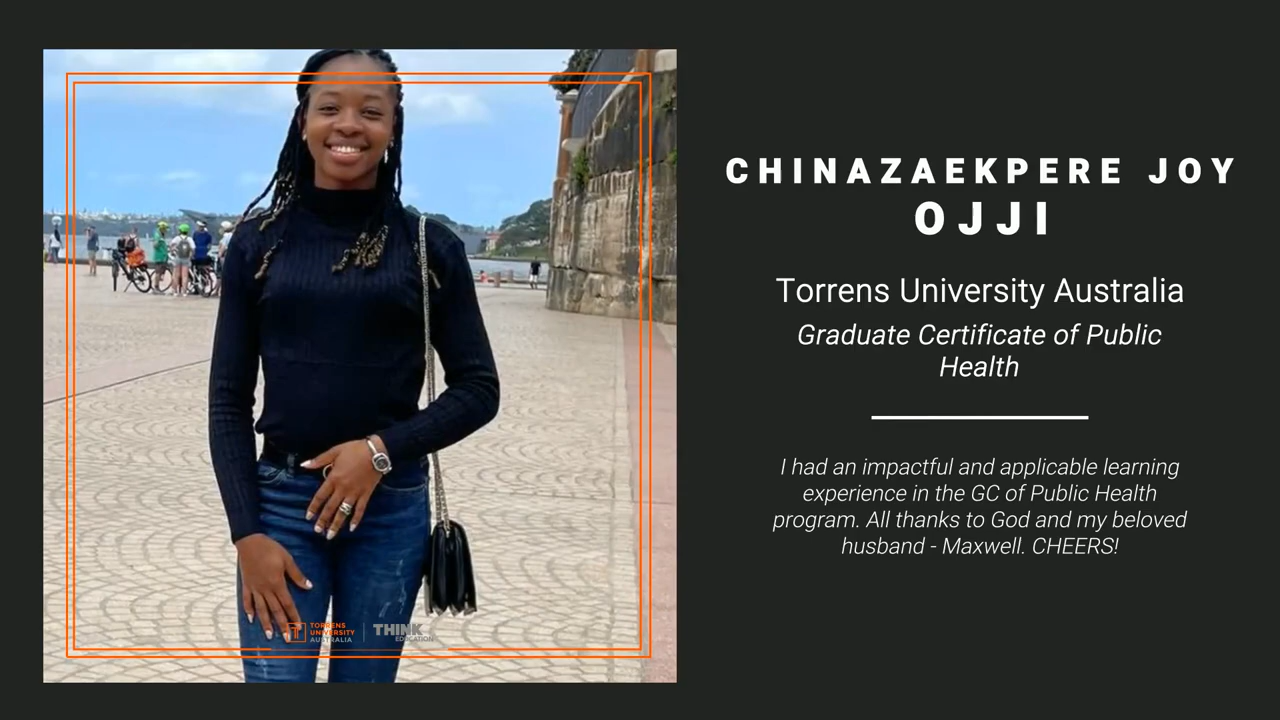 CHINAZAEKPERE JOY
OJJI
Torrens University Australia
Graduate Certificate of Public
Health
I had an impactful and applicable learning
experience in the GC of Public Health
program. All thanks to God and my beloved
husband - Maxwell. CHEERS!
TORRENS
UNIVERSITY
AUSTRALIA
THINK
EDUCATION